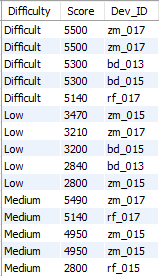 Difficulty Score Dev_ID
Difficult 5500 zm_017
Difficult 5500 zm_017
Difficult 5300 bd_013
Difficult 5300 bd_015
Difficult 5140 rf_017
Low 3470 zm_015
Low 3210 zm_017
Low 3200 bd_015
Low 2840 bd_013
Low 2800 zm_015
Medium 5490 zm_017
Medium 5140 rf_017
Medium 4950 zm_015
Medium 4950 zm_015
Medium 2800 rf_015